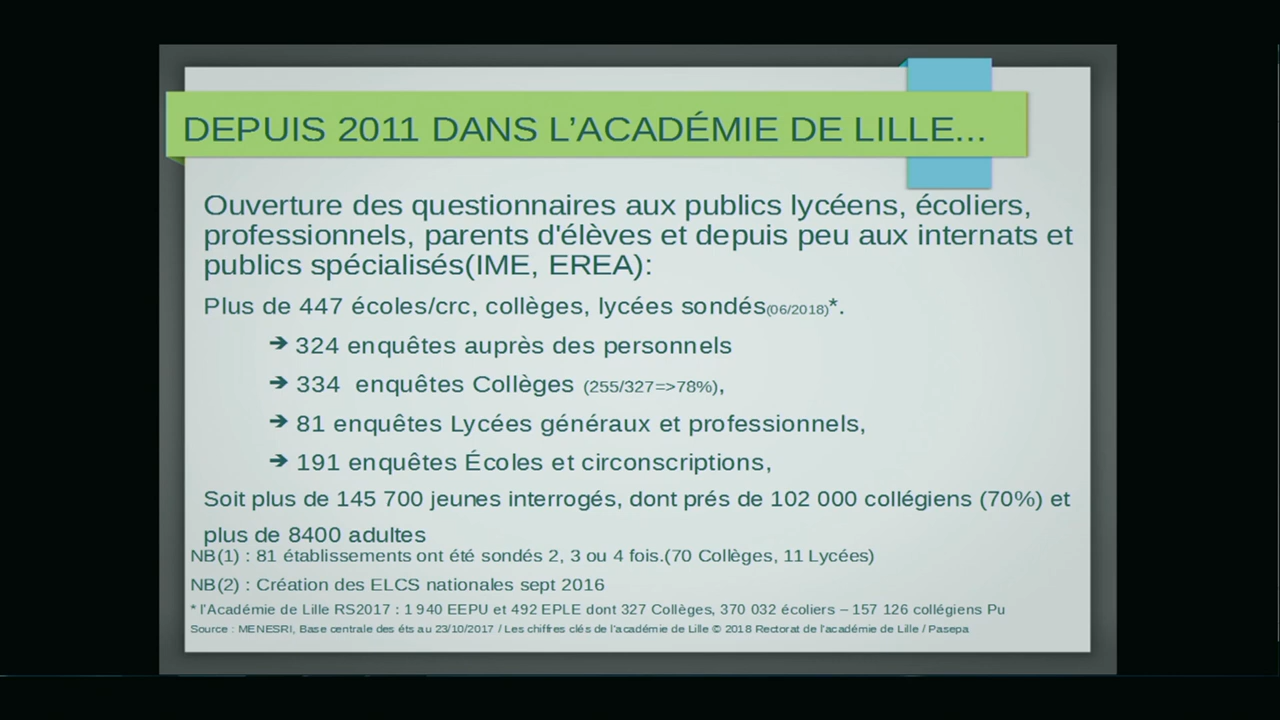 DEPUIS 2011 DANS L'ACADÉMIE DE LILLE...
Ouverture des questionnaires aux publics lycéens, écoliers,
professionnels, parents d'élèves et depuis peu aux internats et
publics spécialisés(IME, EREA):
Plus de 447 écoles/crc, collèges, lycées sondés(06/2018)*.
➔ 324 enquêtes auprès des personnels
➔ 334 enquêtes Collèges (255/327=>78%),
➔ 81 enquêtes Lycées généraux et professionnels,
➔ 191 enquêtes Écoles et circonscriptions,
Soit plus de 145 700 jeunes interrogés, dont prés de 102 000 collégiens (70%) et
plus de 8400 adultes
NB(1) : 81 établissements ont été sondés 2, 3 ou 4 fois.(70 Collèges, 11 Lycées)
NB(2) : Création des ELCS nationales sept 2016
* l'Académie de Lille RS2017 : 1 940 EEPU et 492 EPLE dont 327 Collèges, 370 032 écoliers – 157 126 collégiens Pu
Source : MENESRI, Base centrale des éts au 23/10/2017 / Les chiffres clés de l'académie de Lille © 2018 Rectorat de l'académie de Lille / Pasepa